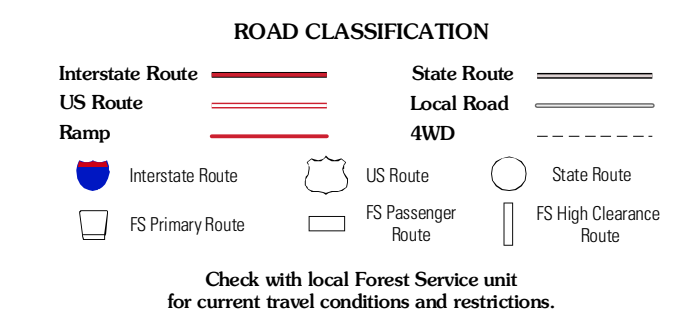 ROAD CLASSIFICATION
Interstate Route State Route
US Route Local Road
Ramp 4WD
Interstate Route US Route State Route
FS Primary Route FS Passenger Route FS High Clearance Route
Check with local Forest Service unit
for current travel conditions and restrictions.